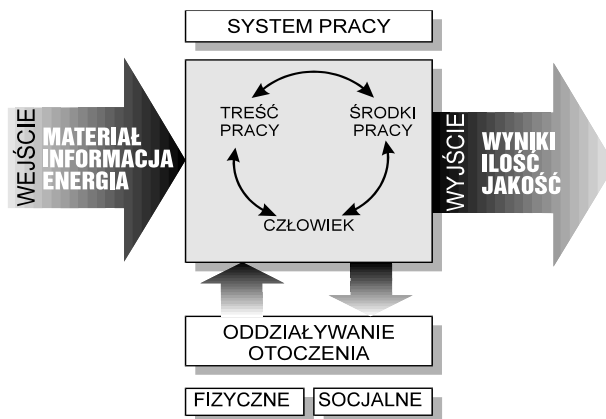 SYSTEM PRACY
WEJŚCIE
MATERIAŁ
INFORMACJA
ENERGIA
TREŚĆ
PRACY
ŚRODKI
PRACY
CZŁOWIEK
WYJŚCIE
WYNIKI
ILOŚĆ
JAKOŚĆ
ODDZIAŁYWANIE
OTOCZENIA
FIZYCZNE
SOCJALNE